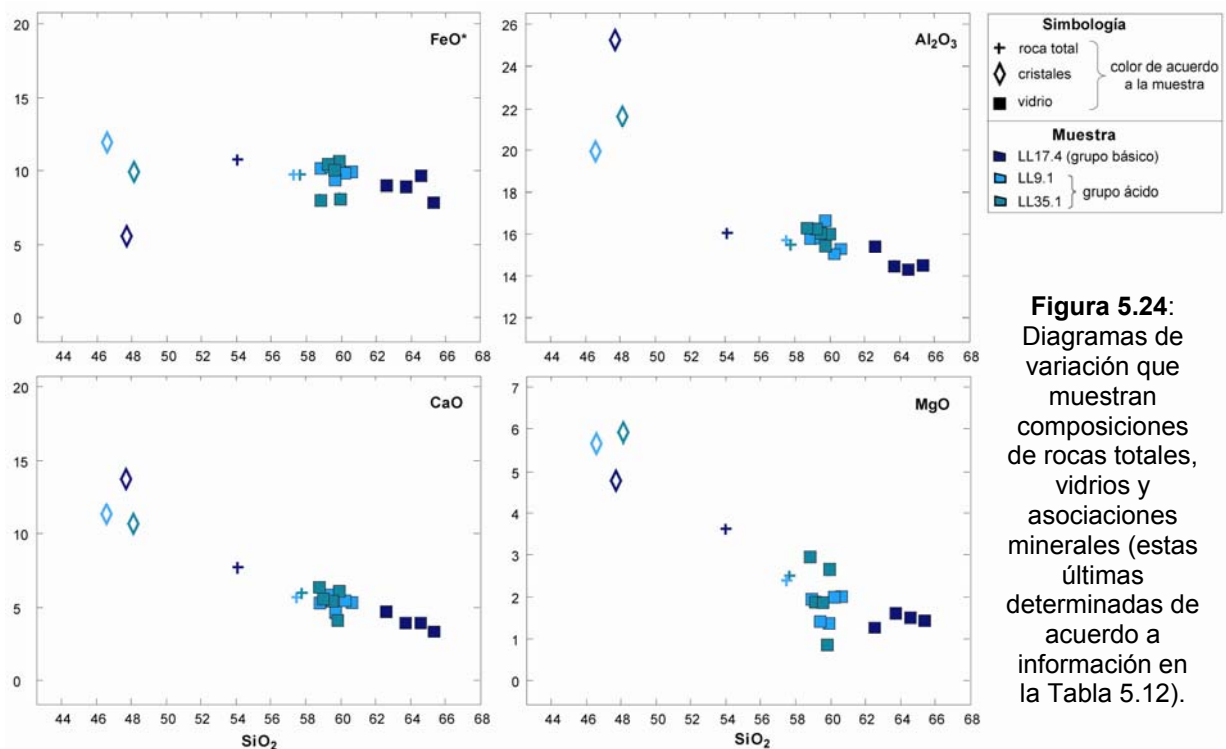 20
15
10
5
0
FeO*
44 46 48 50 52 54 56 58 60 62 64 66 68
26
24
22
20
18
16
14
12
Al₂O₃
44 46 48 50 52 54 56 58 60 62 64 66 68
20
15
10
5
0
CaO
44 46 48 50 52 54 56 58 60 62 64 66 68
SiO₂
7
6
5
4
3
2
1
0
MgO
44 46 48 50 52 54 56 58 60 62 64 66 68
SiO₂
Simbología
roca total
cristales
vidrio
color de acuerdo
a la muestra
Muestra
LL17.4 (grupo básico)
LL9.1
LL35.1
grupo ácido
Figura 5.24:
Diagramas de
variación que
muestran
composiciones
de rocas totales,
vidrios y
asociaciones
minerales (estas
últimas
determinadas de
acuerdo a
información en
la Tabla 5.12).